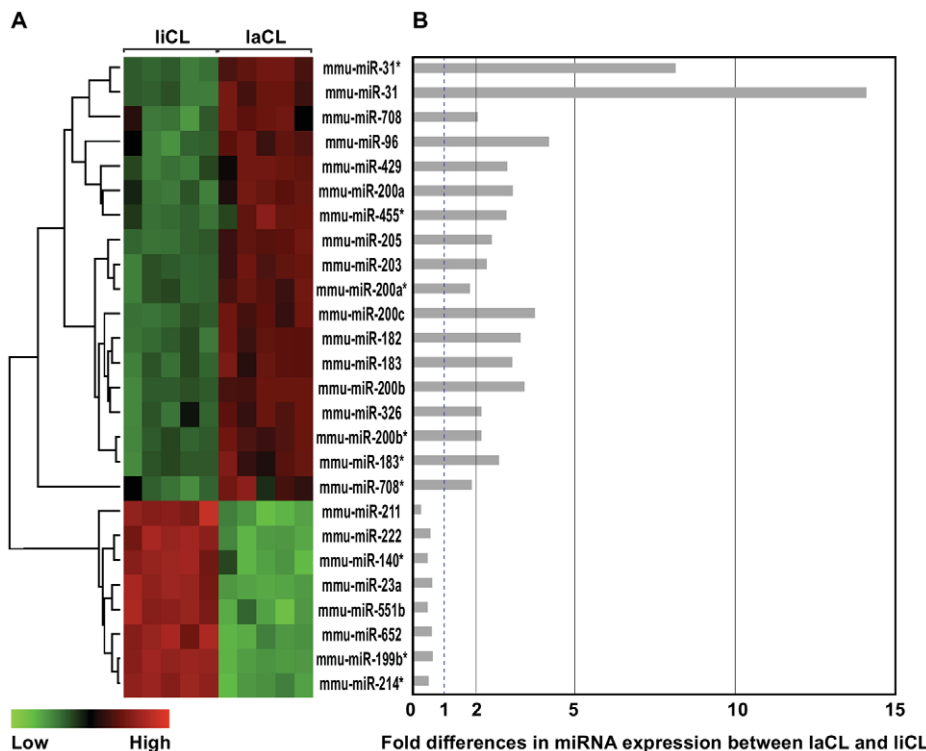 A
B
liCL laCL
mmu-miR-31*
mmu-miR-31
mmu-miR-708
mmu-miR-96
mmu-miR-429
mmu-miR-200a
mmu-miR-455*
mmu-miR-205
mmu-miR-203
mmu-miR-200a*
mmu-miR-200c
mmu-miR-182
mmu-miR-183
mmu-miR-200b
mmu-miR-326
mmu-miR-200b*
mmu-miR-183*
mmu-miR-708*
mmu-miR-211
mmu-miR-222
mmu-miR-140*
mmu-miR-23a
mmu-miR-551b
mmu-miR-652
mmu-miR-199b*
mmu-miR-214*
0 1 2 5 10 15
Low High
Fold differences in miRNA expression between laCL and liCL